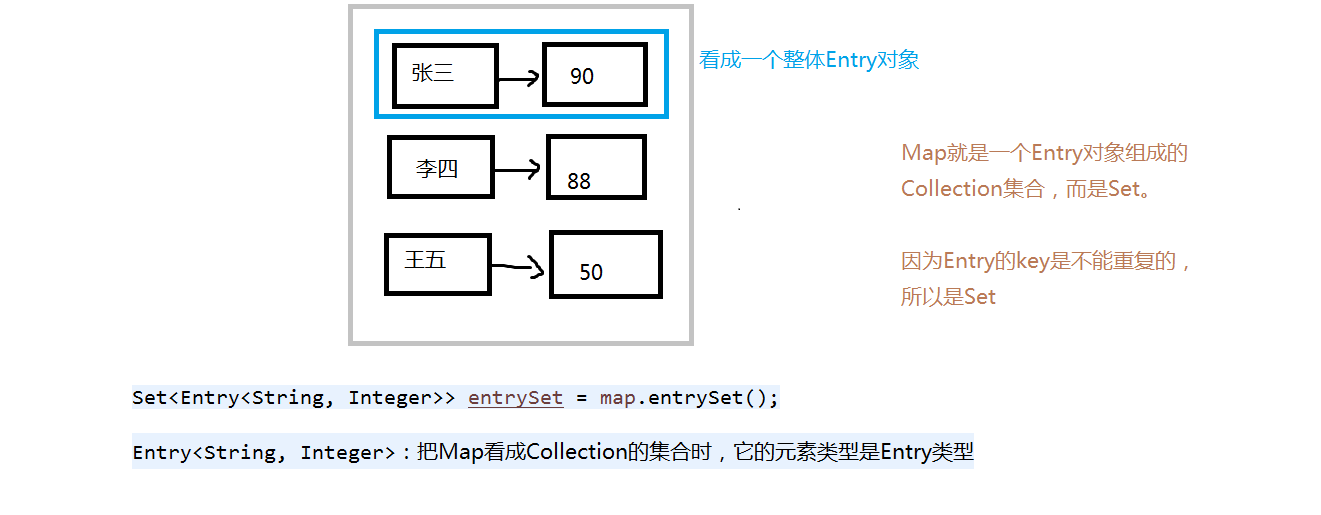 张三
90
看成一个整体Entry对象
李四
88
Map就是一个Entry对象组成的
Collection集合，而是Set。
王五
50
因为Entry的key是不能重复的，
所以是Set
Set<Entry<String, Integer>> entrySet = map.entrySet();
Entry<String, Integer>：把Map看成Collection的集合时，它的元素类型是Entry类型